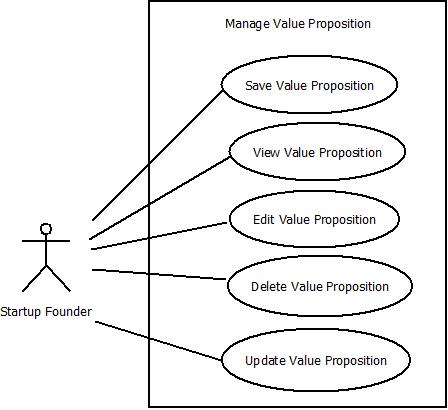 Manage Value Proposition
Save Value Proposition
View Value Proposition
Edit Value Proposition
Delete Value Proposition
Startup Founder
Update Value Proposition